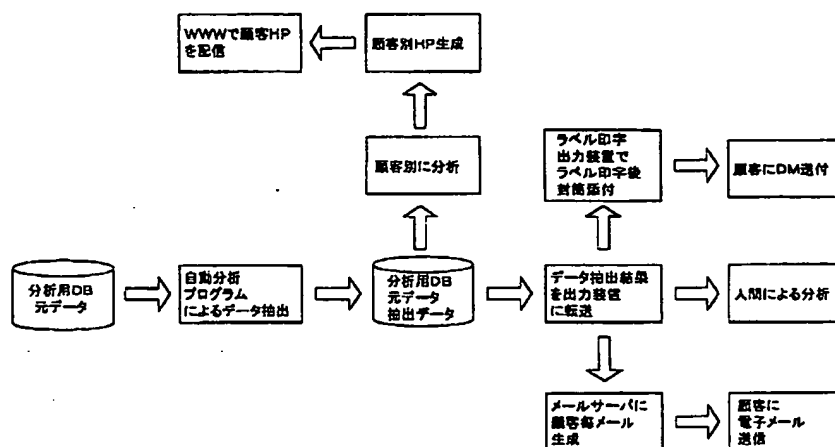 WWWで顧客HP
を配信
顧客別HP生成
顧客別に分析
ラベル印字
出力装置で
ラベル印字後
封筒添付
顧客にDM送付
分析用DB
元データ
自動分析
プログラム
によるデータ抽出
分析用DB
元データ
抽出データ
データ抽出結果
を出力装置
に転送
人間による分析
メールサーバに
顧客毎メール
生成
顧客に
電子メール
送信